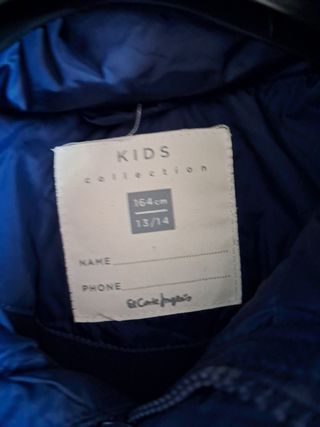 KIDS
collection
164cm
13/14
NAME
PHONE
El Corte Inglés